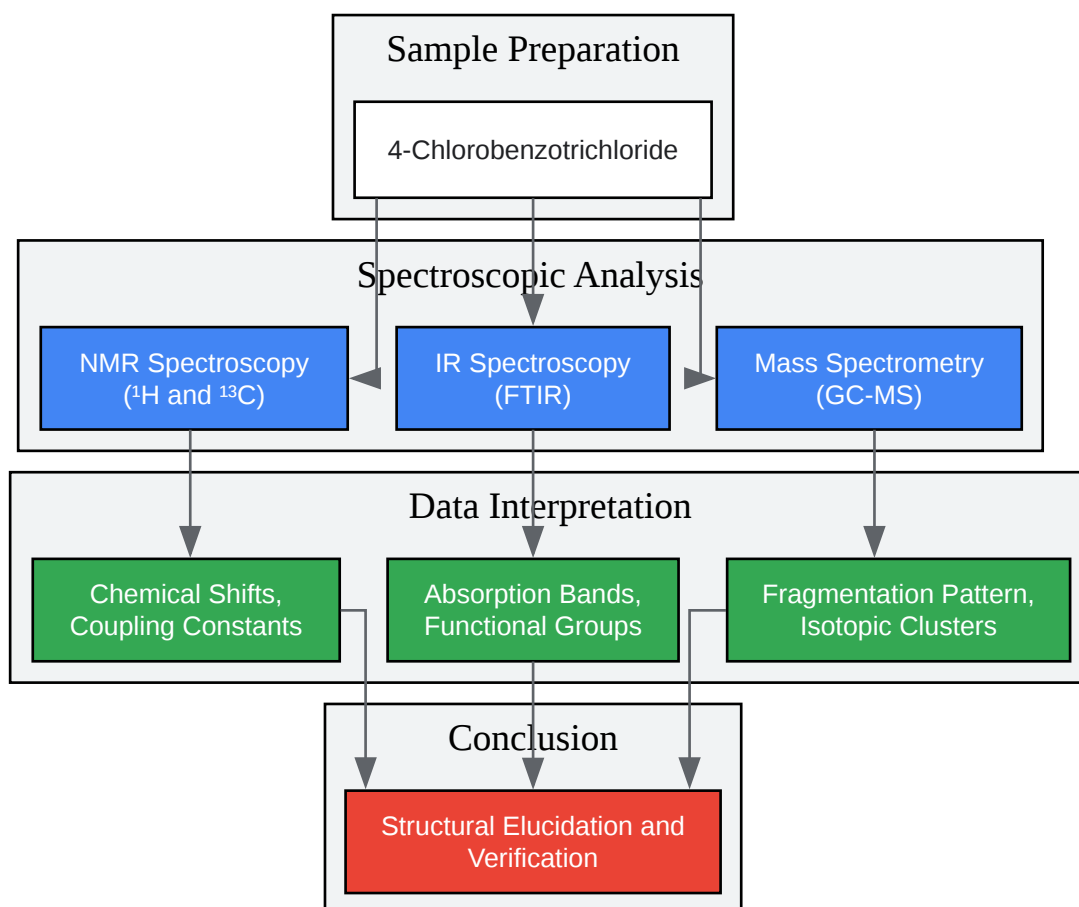 Sample Preparation
4-Chlorobenzotrichloride
Spectroscopic Analysis
NMR Spectroscopy
(¹H and ¹³C)
IR Spectroscopy
(FTIR)
Mass Spectrometry
(GC-MS)
Data Interpretation
Chemical Shifts,
Coupling Constants
Absorption Bands,
Functional Groups
Fragmentation Pattern,
Isotopic Clusters
Conclusion
Structural Elucidation and
Verification